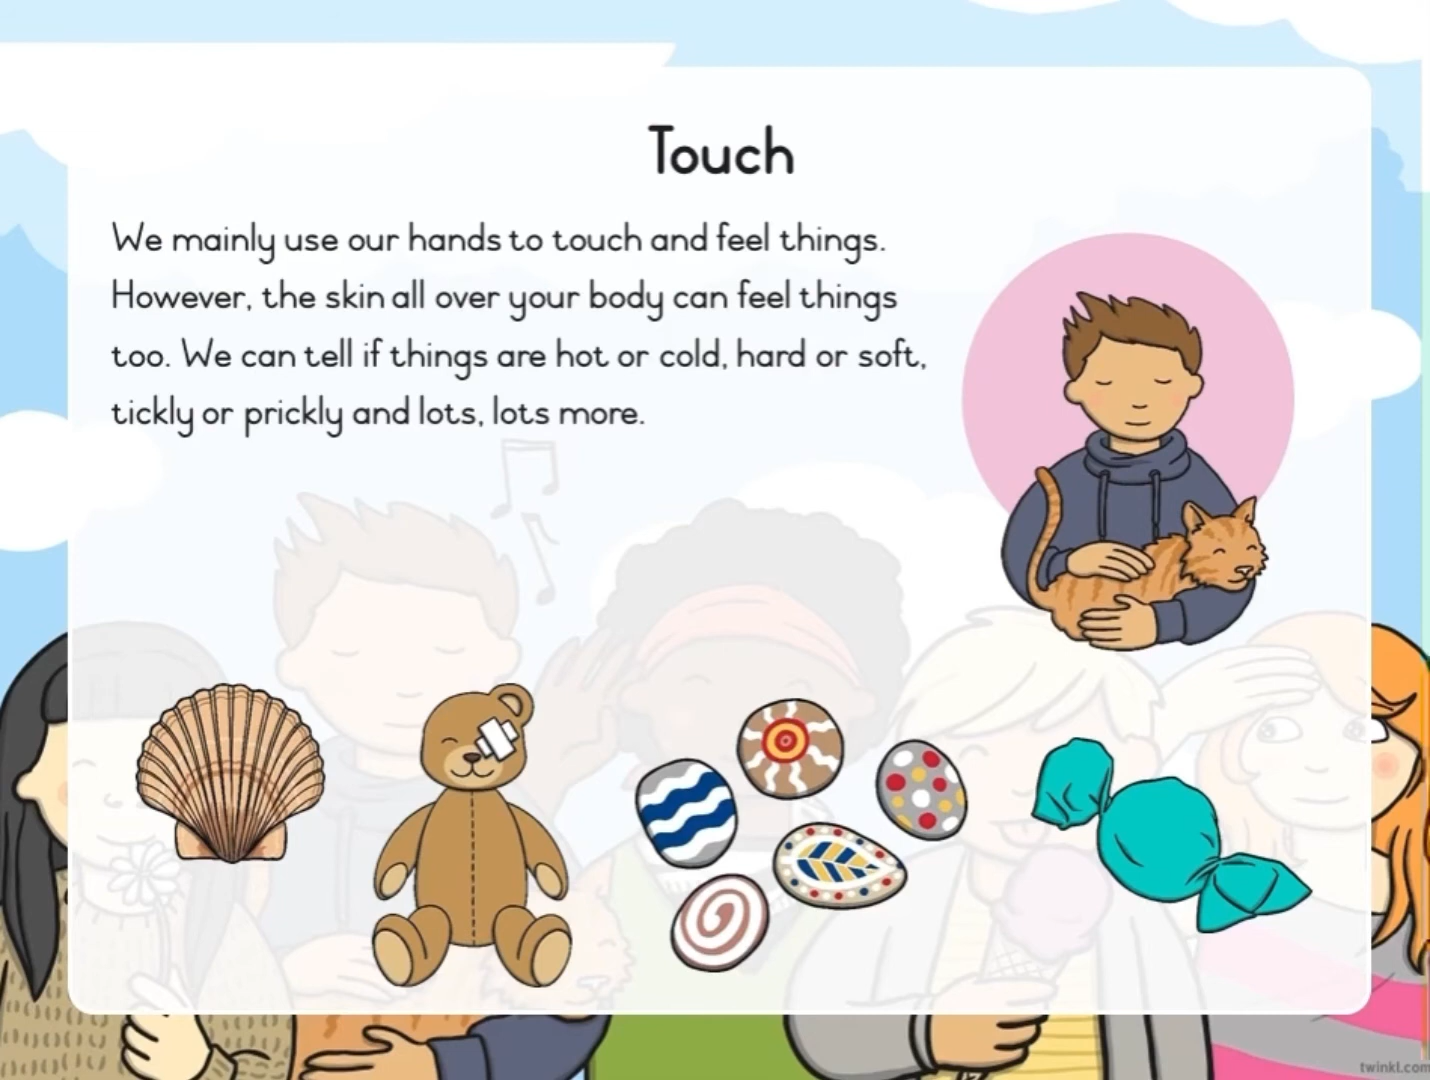 Touch
We mainly use our hands to touch and feel things.
However, the skin all over your body can feel things
too. We can tell if things are hot or cold, hard or soft,
tickly or prickly and lots, lots more.
twinkl.com